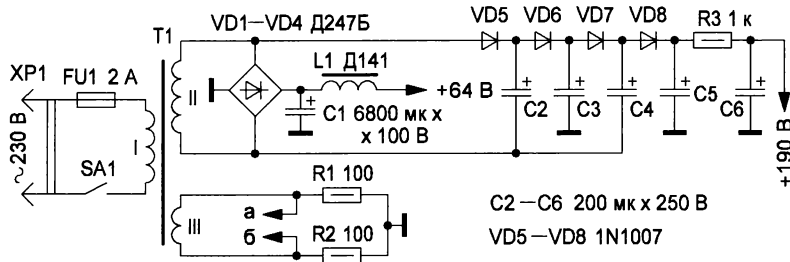 VD1–VD4 Д247Б
VD5 VD6 VD7 VD8 R3 1 к
T1
XP1
FU1 2 А
L1 Д141
II
+
+64 В
+ + + + +
C1 6800 мк х
х 100 В
C2 C3 C4 C5 C6
~230 В
I
SA1
+190 В
R1 100
а
III
б
R2 100
C2–C6 200 мк х 250 В
VD5–VD8 1N1007